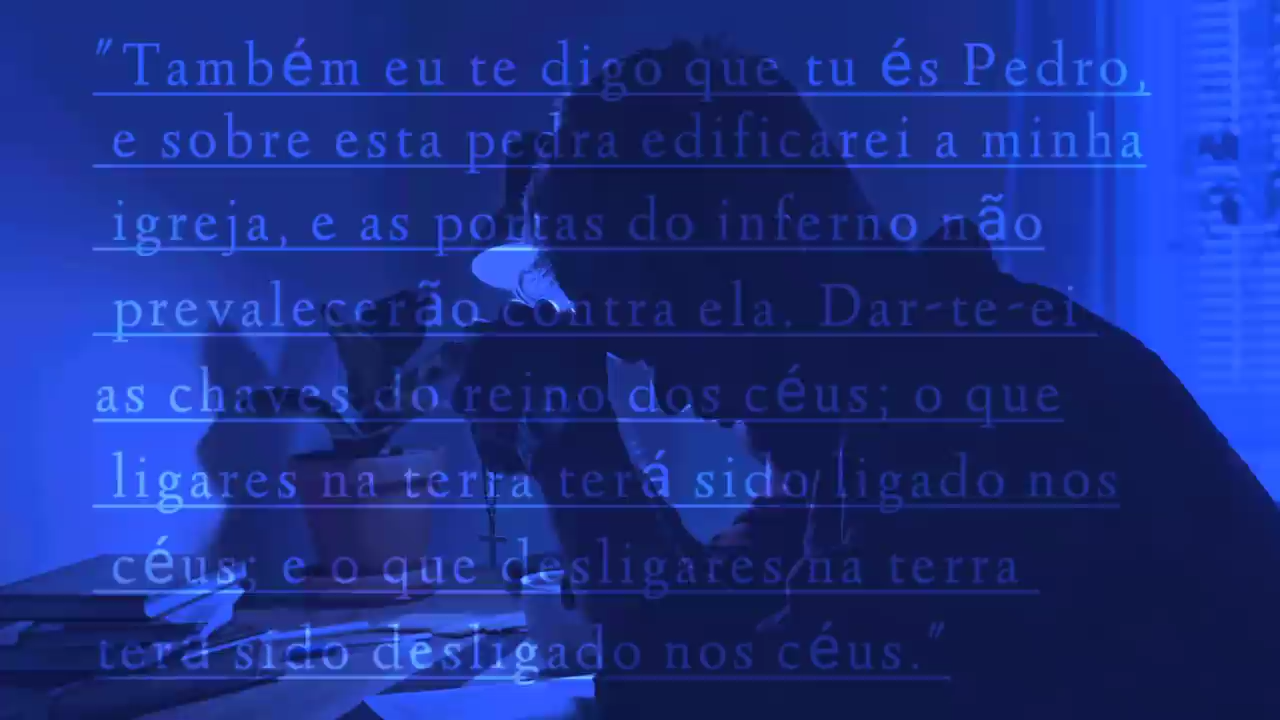 "Também eu te digo que tu és Pedro,
e sobre esta pedra edificarei a minha
igreja, e as portas do inferno não
prevalecerão contra ela. Dar-te-ei
as chaves do reino dos céus; o que
ligares na terra terá sido ligado nos
céus; e o que desligares na terra
terá sido desligado nos céus."